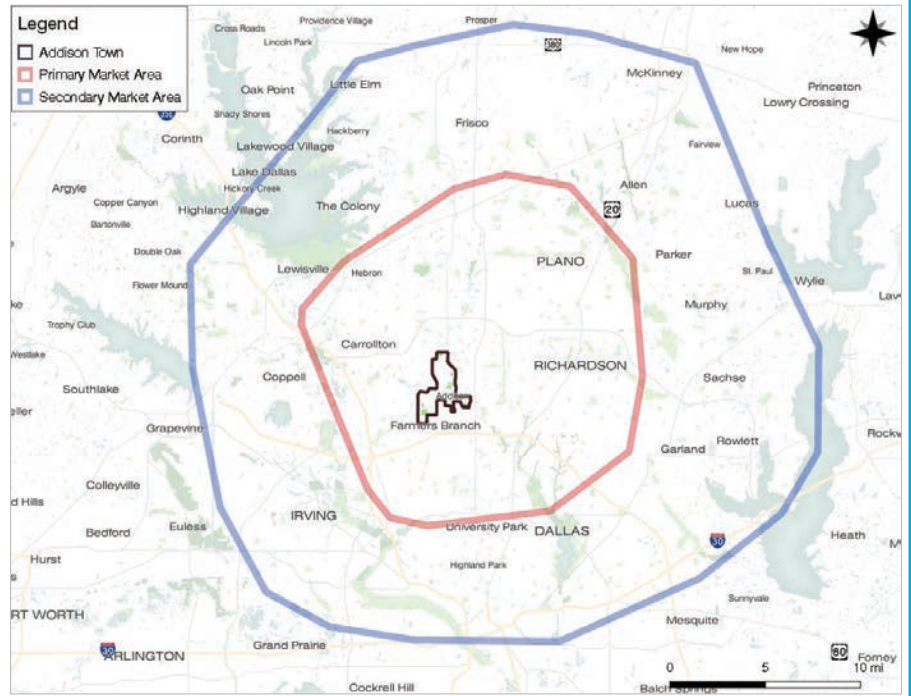 Legend
Addison Town
Primary Market Area
Secondary Market Area
Cross Roads
Providence Village
Lincoln Park
Prosper
380
New Hope
McKinney
Princeton
Lowry Crossing
Oak Point
Little Elm
Shady Shores
Frisco
Hackberry
Corinth
Lakewood Village
Fairview
Lake Dallas
Hickory Creek
Argyle
Allen
Copper Canyon
Highland Village
The Colony
20
Lucas
Bartonville
Double Oak
PLANO
Parker
Lewisville
Hebron
St. Paul
Wylie
Flower Mound
Murphy
Trophy Club
Carrollton
Westlake
RICHARDSON
Coppell
Sachse
Southlake
Addison
Farmers Branch
Grapevine
Rowlett
Garland
Colleyville
d Hills
IRVING
Bedford
Euless
University Park
DALLAS
Heath
30
Hurst
Highland Park
Sunnyvale
RT WORTH
Mesquite
Grand Prairie
30
ARLINGTON
80
Forney
0 5 10 mi
Cockrell Hill
Balch Springs